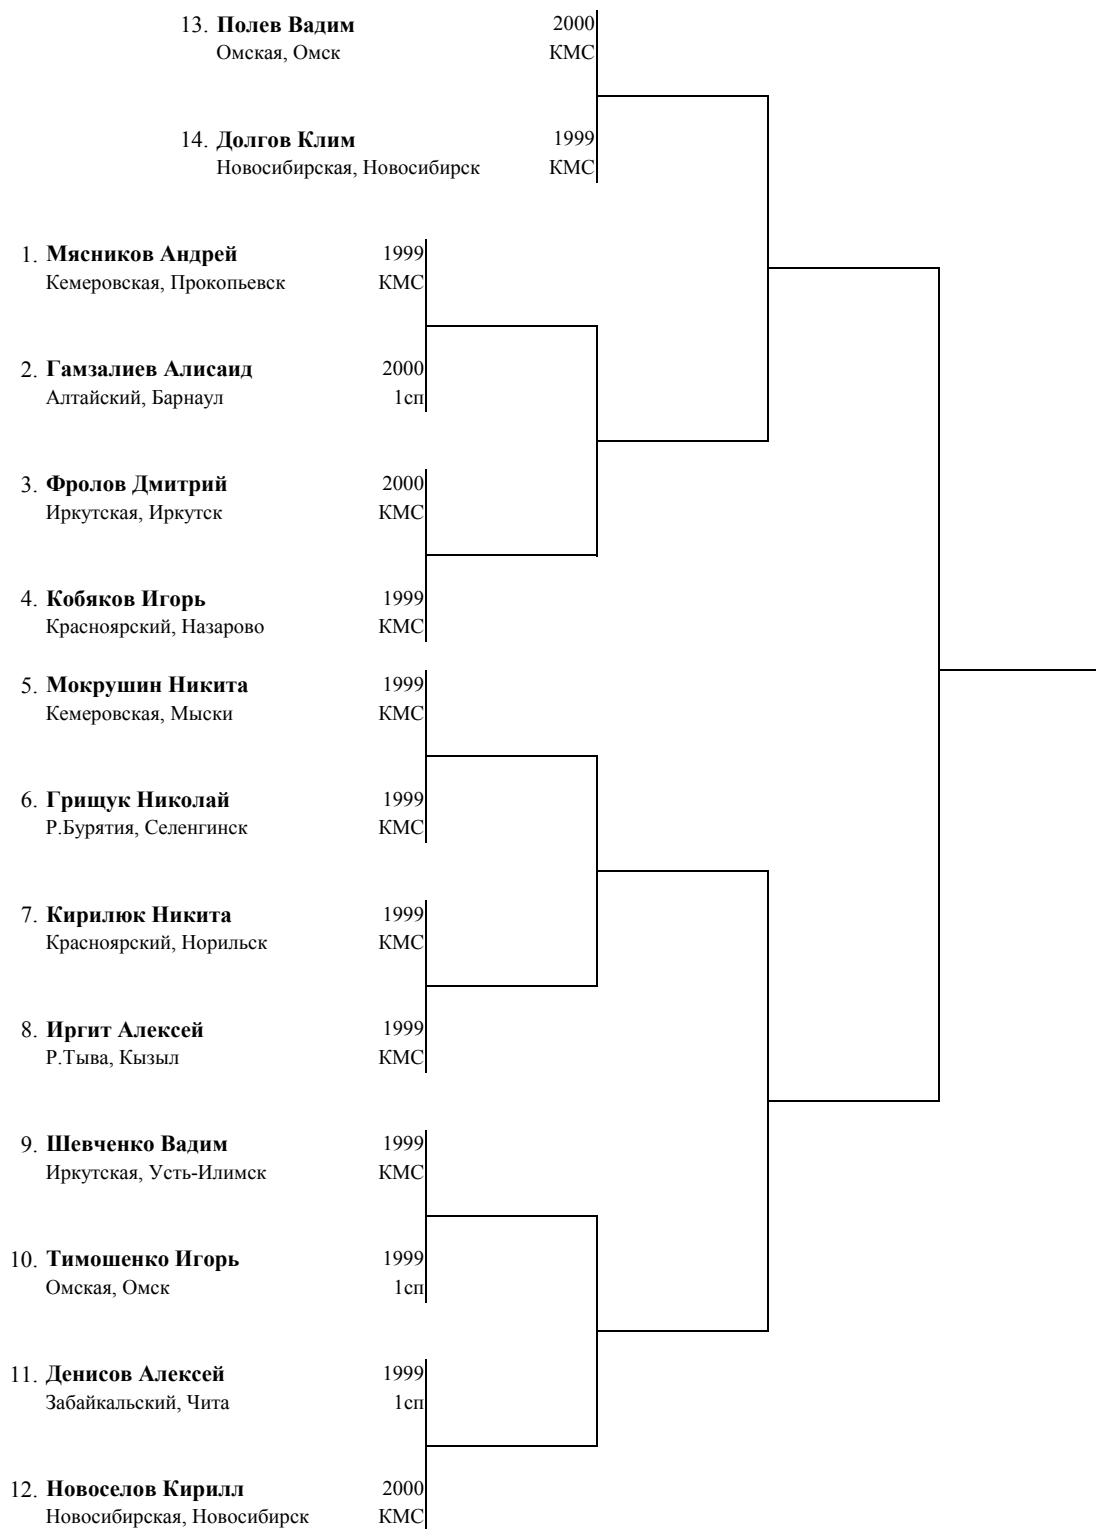 13. Полев Вадим 2000
Омская, Омск КМС
14. Долгов Клим 1999
Новосибирская, Новосибирск КМС
1. Мясников Андрей 1999
Кемеровская, Прокопьевск КМС
2. Гамзалиев Алисаид 2000
Алтайский, Барнаул 1сп
3. Фролов Дмитрий 2000
Иркутская, Иркутск КМС
4. Кобяков Игорь 1999
Красноярский, Назарово КМС
5. Мокрушин Никита 1999
Кемеровская, Мыски КМС
6. Грищук Николай 1999
Р.Бурятия, Селенгинск КМС
7. Кирилюк Никита 1999
Красноярский, Норильск КМС
8. Иргит Алексей 1999
Р.Тыва, Кызыл КМС
9. Шевченко Вадим 1999
Иркутская, Усть-Илимск КМС
10. Тимошенко Игорь 1999
Омская, Омск 1сп
11. Денисов Алексей 1999
Забайкальский, Чита 1сп
12. Новоселов Кирилл 2000
Новосибирская, Новосибирск КМС